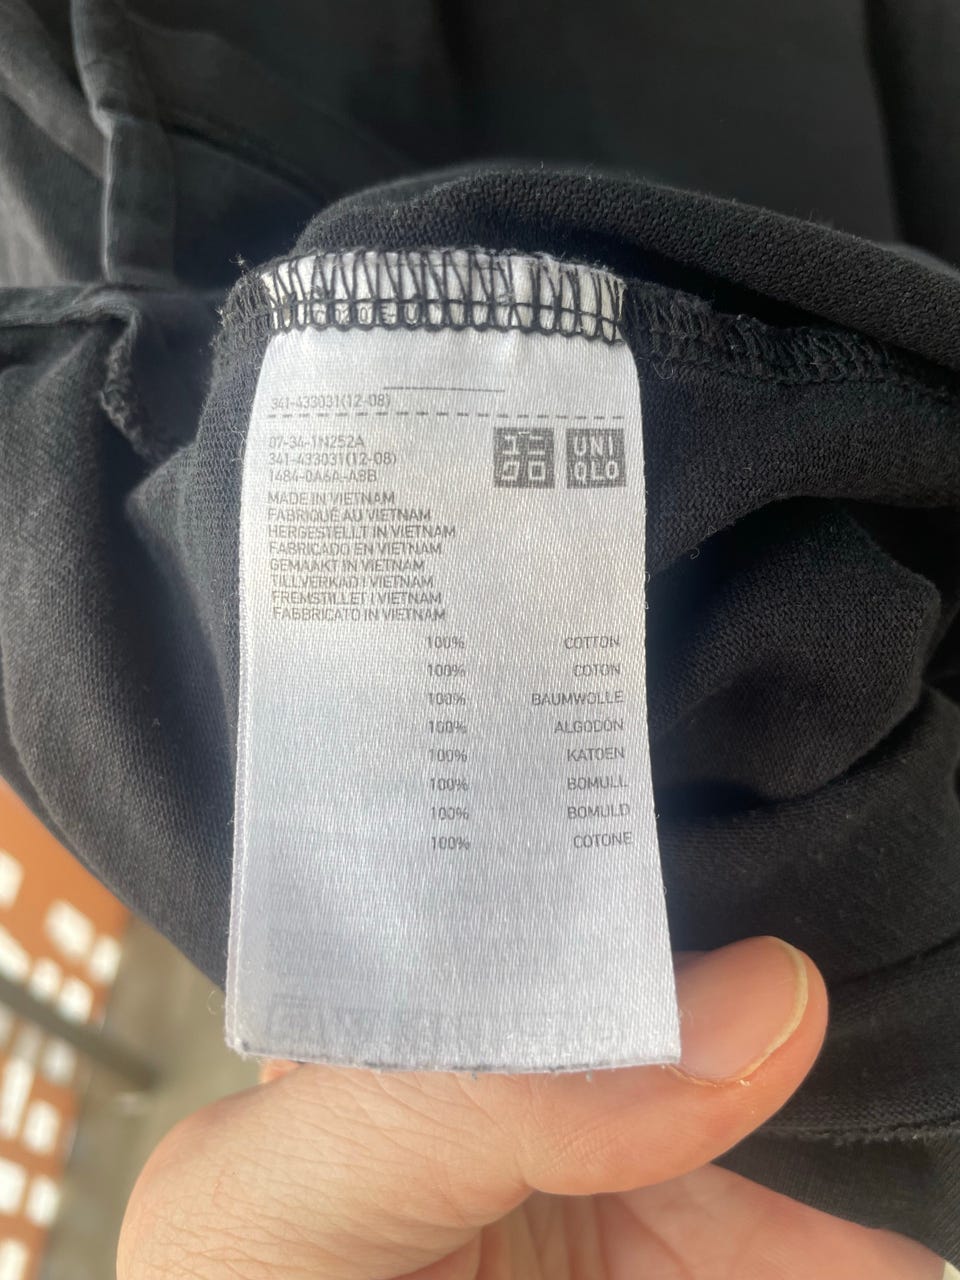 341-433031(12-08)
07-34-1N252A
341-433031(12-08)
1484-0A6A-A8B
ユニ
クロ
UNI
QLO
MADE IN VIETNAM
FABRIQUÉ AU VIETNAM
HERGESTELLT IN VIETNAM
FABRICADO EN VIETNAM
GEMAAKT IN VIETNAM
TILLVERKAD I VIETNAM
FREMSTILLET I VIETNAM
FABBRICATO IN VIETNAM
100% COTTON
100% COTON
100% BAUMWOLLE
100% ALGODÓN
100% KATOEN
100% BOMULL
100% BOMULD
100% COTONE